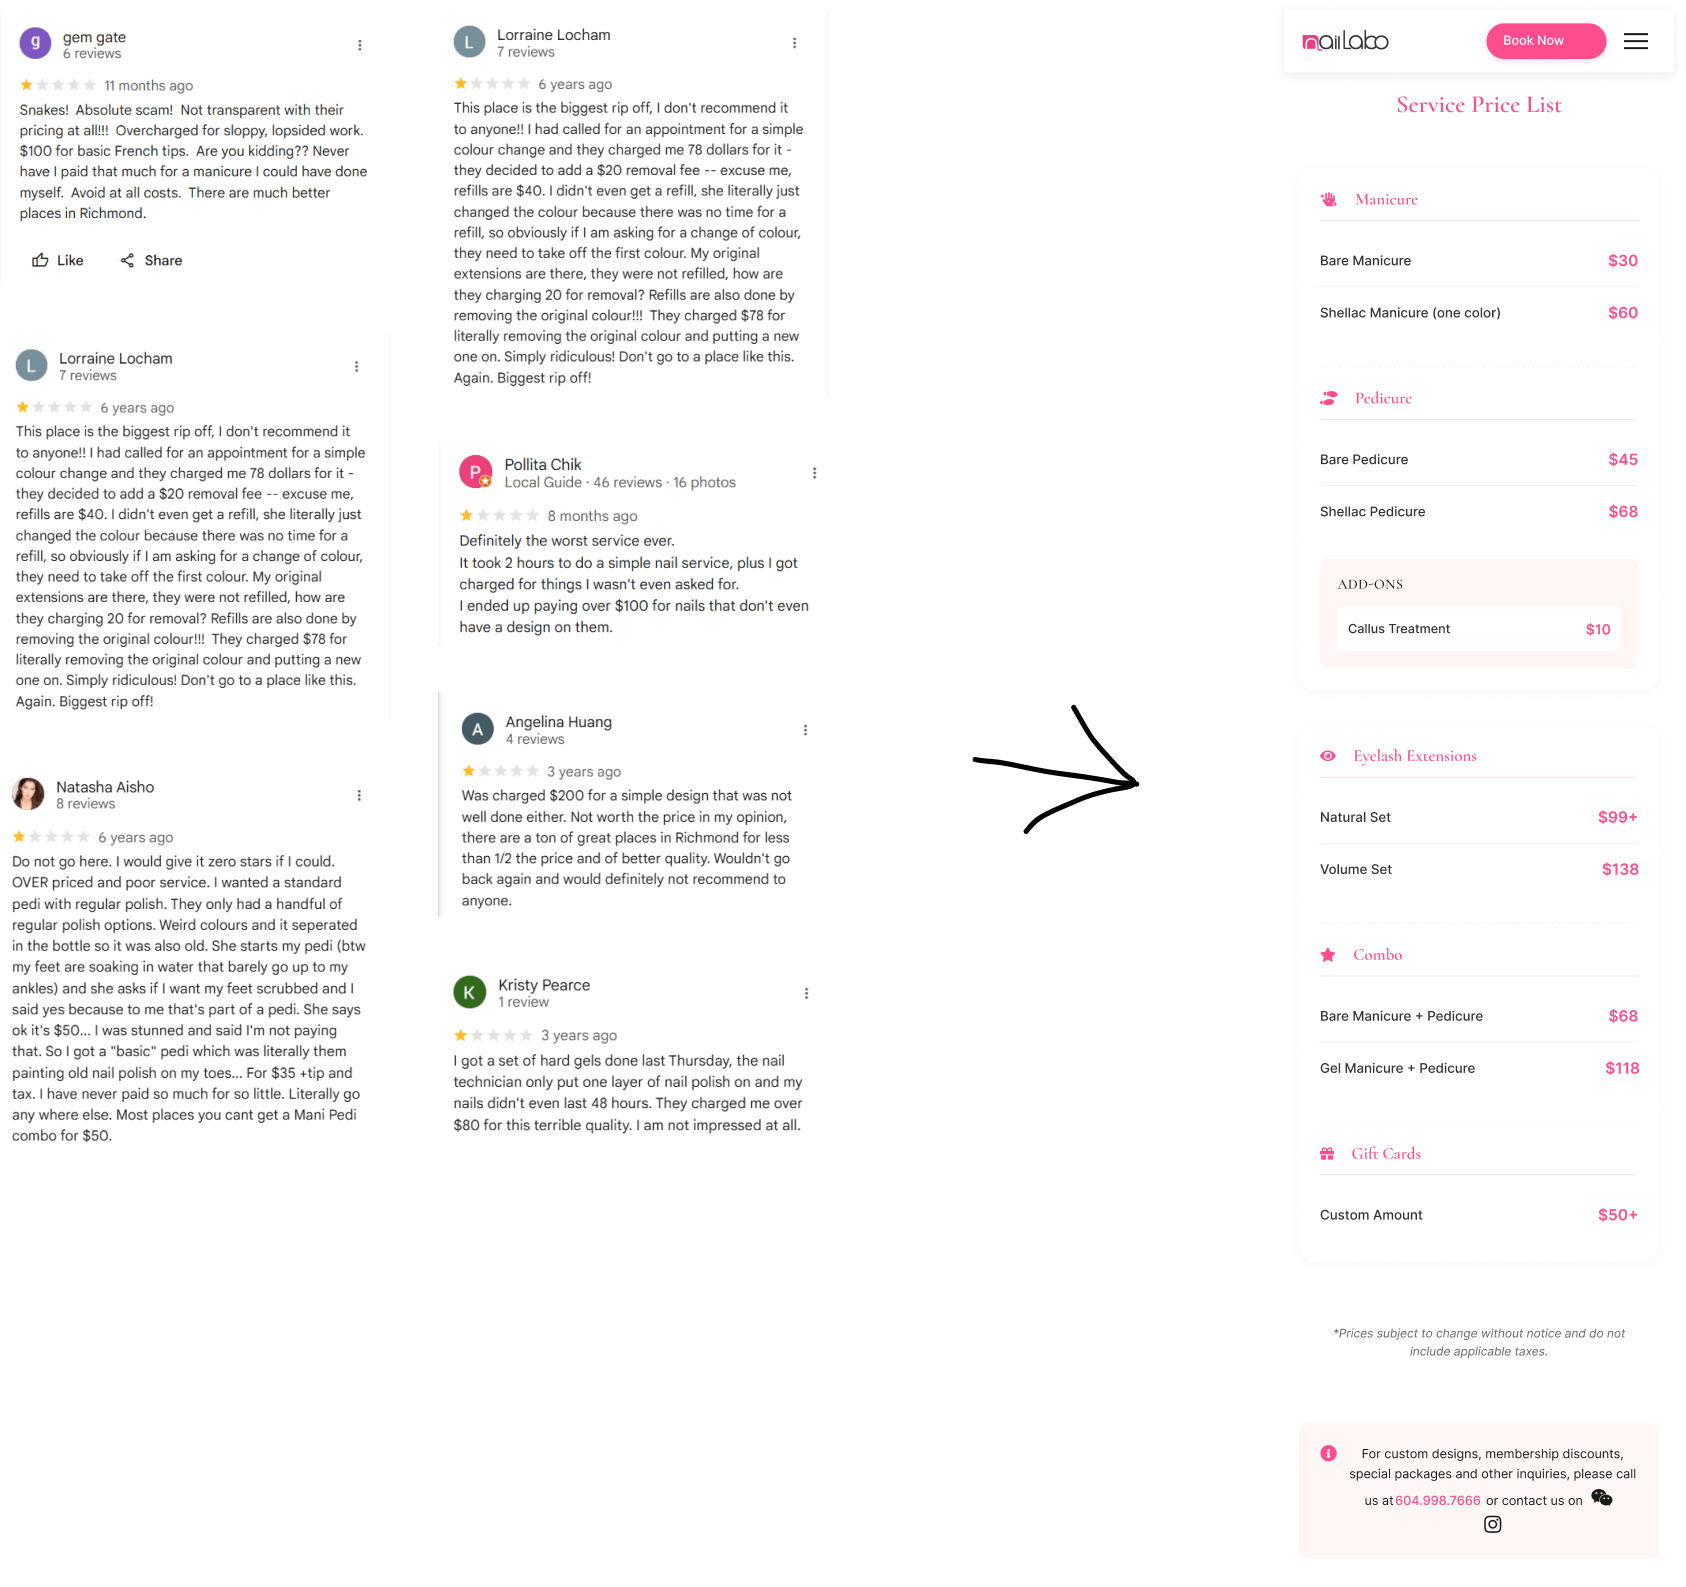 g
gem gate
6 reviews
11 months ago
Snakes!  Absolute scam!  Not transparent with their
pricing at all!!!  Overcharged for sloppy, lopsided work.
$100 for basic French tips.  Are you kidding?? Never
have I paid that much for a manicure I could have done
myself.  Avoid at all costs.  There are much better
places in Richmond.
Like
Share
L
Lorraine Locham
7 reviews
6 years ago
This place is the biggest rip off, I don't recommend it
to anyone!! I had called for an appointment for a simple
colour change and they charged me 78 dollars for it -
they decided to add a $20 removal fee -- excuse me,
refills are $40. I didn't even get a refill, she literally just
changed the colour because there was no time for a
refill, so obviously if I am asking for a change of colour,
they need to take off the first colour. My original
extensions are there, they were not refilled, how are
they charging 20 for removal? Refills are also done by
removing the original colour!!!  They charged $78 for
literally removing the original colour and putting a new
one on. Simply ridiculous! Don't go to a place like this.
Again. Biggest rip off!
Natasha Aisho
8 reviews
6 years ago
Do not go here. I would give it zero stars if I could.
OVER priced and poor service. I wanted a standard
pedi with regular polish. They only had a handful of
regular polish options. Weird colours and it seperated
in the bottle so it was also old. She starts my pedi (btw
my feet are soaking in water that barely go up to my
ankles) and she asks if I want my feet scrubbed and I
said yes because to me that's part of a pedi. She says
ok it's $50... I was stunned and said I'm not paying
that. So I got a "basic" pedi which was literally them
painting old nail polish on my toes... For $35 +tip and
tax. I have never paid so much for so little. Literally go
any where else. Most places you cant get a Mani Pedi
combo for $50.
L
Lorraine Locham
7 reviews
6 years ago
This place is the biggest rip off, I don't recommend it
to anyone!! I had called for an appointment for a simple
colour change and they charged me 78 dollars for it -
they decided to add a $20 removal fee -- excuse me,
refills are $40. I didn't even get a refill, she literally just
changed the colour because there was no time for a
refill, so obviously if I am asking for a change of colour,
they need to take off the first colour. My original
extensions are there, they were not refilled, how are
they charging 20 for removal? Refills are also done by
removing the original colour!!!  They charged $78 for
literally removing the original colour and putting a new
one on. Simply ridiculous! Don't go to a place like this.
Again. Biggest rip off!
P
Pollita Chik
Local Guide · 46 reviews · 16 photos
8 months ago
Definitely the worst service ever.
It took 2 hours to do a simple nail service, plus I got
charged for things I wasn't even asked for.
I ended up paying over $100 for nails that don't even
have a design on them.
A
Angelina Huang
4 reviews
3 years ago
Was charged $200 for a simple design that was not
well done either. Not worth the price in my opinion,
there are a ton of great places in Richmond for less
than 1/2 the price and of better quality. Wouldn't go
back again and would definitely not recommend to
anyone.
K
Kristy Pearce
1 review
3 years ago
I got a set of hard gels done last Thursday, the nail
technician only put one layer of nail polish on and my
nails didn't even last 48 hours. They charged me over
$80 for this terrible quality. I am not impressed at all.
nailLabo
Book Now
Service Price List
Manicure
Bare Manicure $30
Shellac Manicure (one color) $60
Pedicure
Bare Pedicure $45
Shellac Pedicure $68
ADD-ONS
Callus Treatment $10
Eyelash Extensions
Natural Set $99+
Volume Set $138
Combo
Bare Manicure + Pedicure $68
Gel Manicure + Pedicure $118
Gift Cards
Custom Amount $50+
*Prices subject to change without notice and do not
include applicable taxes.
For custom designs, membership discounts,
special packages and other inquiries, please call
us at 604.998.7666 or contact us on